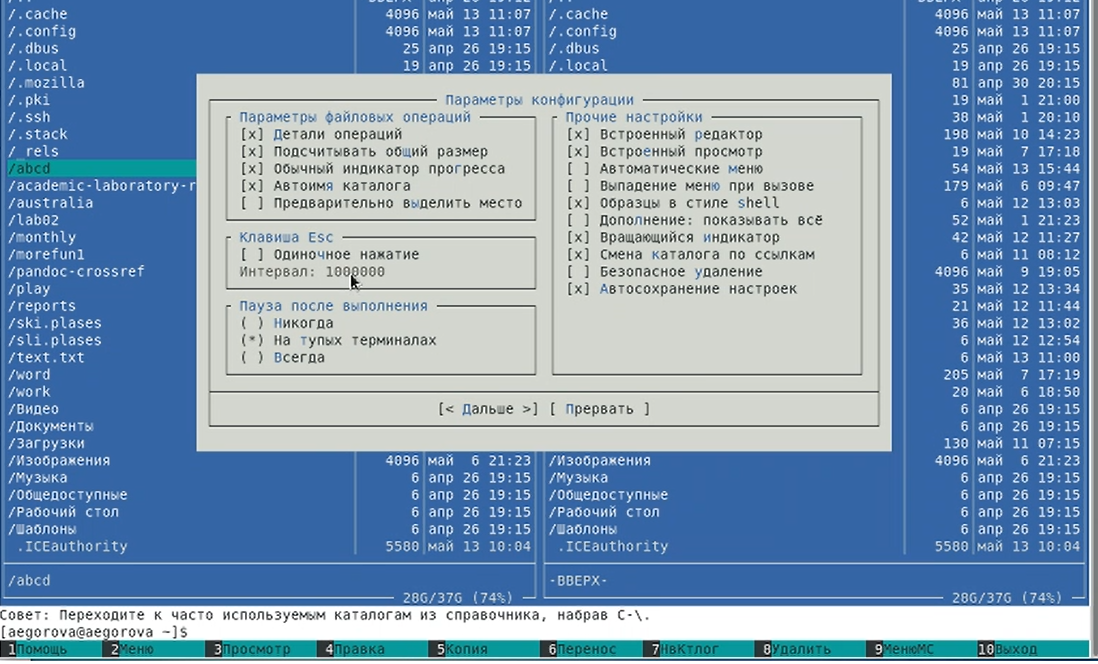 /.cache 4096 май 13 11:07 /.cache 4096 май 13 11:07
/.config 4096 май 13 11:07 /.config 4096 май 13 11:07
/.dbus 25 апр 26 19:15 /.dbus 25 апр 26 19:15
/.local 19 апр 26 19:15 /.local 19 апр 26 19:15
/.mozilla 81 апр 30 20:15
/.pki 19 май 1 21:00
/.ssh 38 май 1 20:10
/.stack 198 май 10 14:23
/_rels 19 май 7 17:18
/abcd 54 май 13 15:44
/academic-laboratory-r 179 май 6 09:47
/australia 6 май 12 13:03
/lab02 52 май 1 21:23
/monthly 42 май 12 11:27
/morefun1 6 май 11 08:12
/pandoc-crossref 4096 май 9 19:05
/play 35 май 12 13:34
/reports 21 май 12 11:44
/ski.plases 36 май 12 13:02
/sli.plases 6 май 12 12:54
/text.txt 6 май 13 11:00
/word 205 май 7 17:19
/work 20 май 6 18:50
/Видео 6 апр 26 19:15
/Документы 6 апр 26 19:15
/Загрузки 130 май 11 07:15
Параметры конфигурации
Параметры файловых операций
[x] Детали операций
[x] Подсчитывать общий размер
[x] Обычный индикатор прогресса
[x] Автоимя каталога
[ ] Предварительно выделить место
Клавиша Esc
[ ] Одиночное нажатие
Интервал: 1000000
Пауза после выполнения
( ) Никогда
(*) На тупых терминалах
( ) Всегда
Прочие настройки
[x] Встроенный редактор
[x] Встроенный просмотр
[ ] Автоматические меню
[ ] Выпадение меню при вызове
[x] Образцы в стиле shell
[ ] Дополнение: показывать всё
[x] Вращающийся индикатор
[x] Смена каталога по ссылкам
[ ] Безопасное удаление
[x] Автосохранение настроек
[< Дальше >] [ Прервать ]
/Изображения 4096 май 6 21:23 /Изображения 4096 май 6 21:23
/Музыка 6 апр 26 19:15 /Музыка 6 апр 26 19:15
/Общедоступные 6 апр 26 19:15 /Общедоступные 6 апр 26 19:15
/Рабочий стол 6 апр 26 19:15 /Рабочий стол 6 апр 26 19:15
/Шаблоны 6 апр 26 19:15 /Шаблоны 6 апр 26 19:15
.ICEauthority 5580 май 13 10:04 .ICEauthority 5580 май 13 10:04
/abcd -ВВЕРХ-
28G/37G (74%) 28G/37G (74%)
Совет: Переходите к часто используемым каталогам из справочника, набрав C-\.
[aegorova@aegorova ~]$
1Помощь 2Меню 3Просмотр 4Правка 5Копия 6Перенос 7НвКтлог 8Удалить 9МенюМС 10Выход